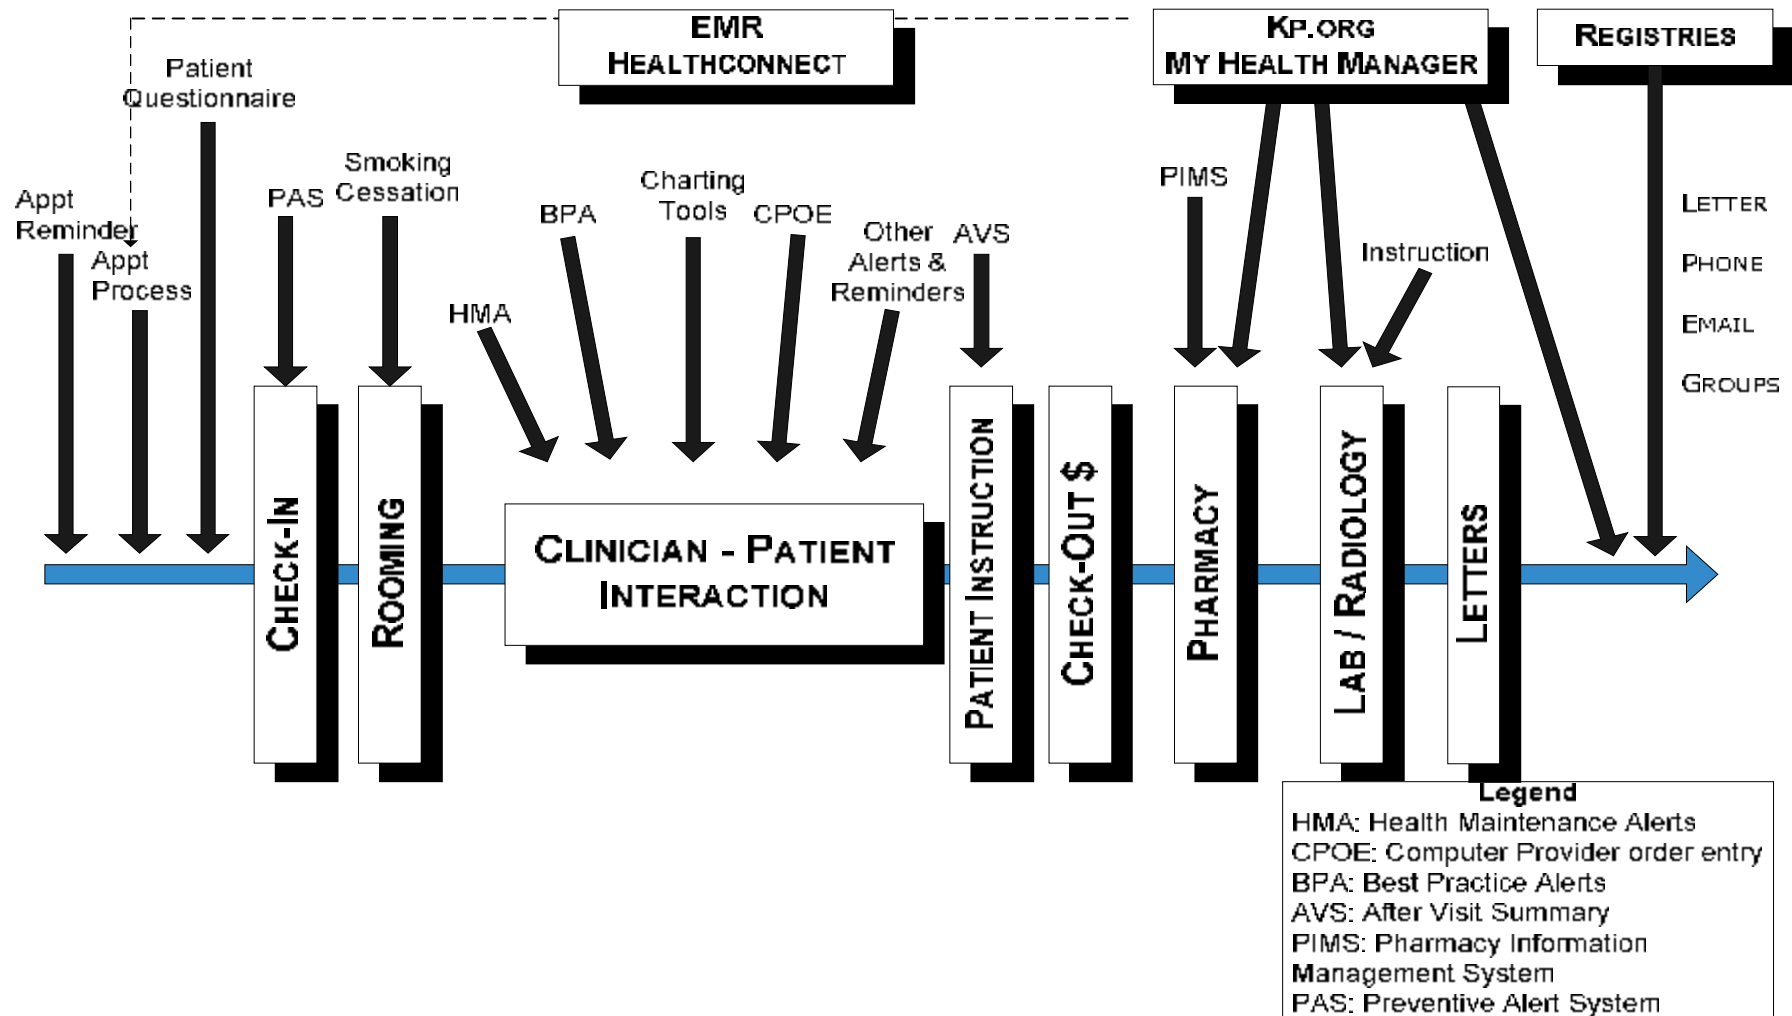 EMR
HEALTHCONNECT
KP.ORG
MY HEALTH MANAGER
REGISTRIES
Patient
Questionnaire
Appt
Reminder
Appt
Process
PAS
Smoking
Cessation
HMA
BPA
Charting
Tools
CPOE
Other
Alerts &
Reminders
AVS
PIMS
Instruction
LETTER
PHONE
EMAIL
GROUPS
CHECK-IN
ROOMING
CLINICIAN - PATIENT
INTERACTION
PATIENT INSTRUCTION
CHECK-OUT $
PHARMACY
LAB / RADIOLOGY
LETTERS
Legend
HMA: Health Maintenance Alerts
CPOE: Computer Provider order entry
BPA: Best Practice Alerts
AVS: After Visit Summary
PIMS: Pharmacy Information
Management System
PAS: Preventive Alert System